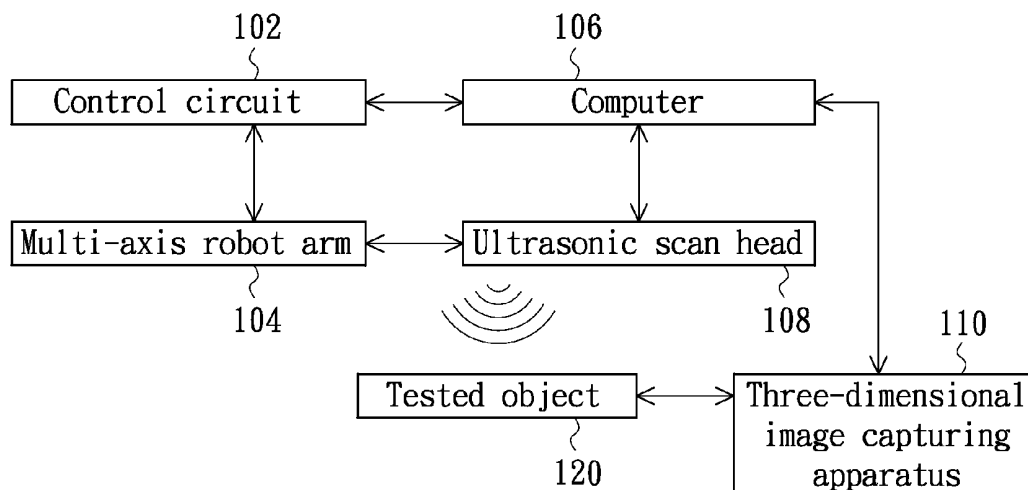 102
106
Control circuit
Computer
Multi-axis robot arm
Ultrasonic scan head
104
108
110
Tested object
Three-dimensional
image capturing
apparatus
120